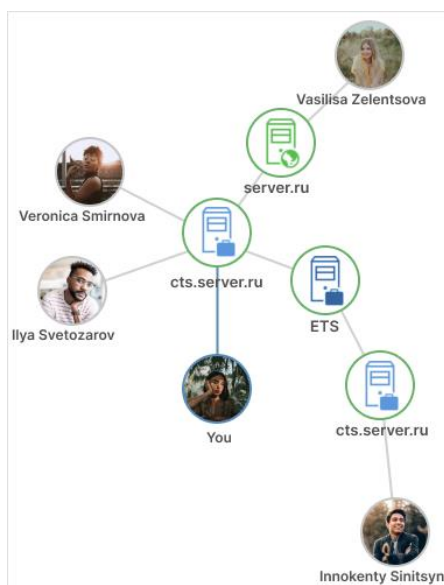 Vasilisa Zelentsova
server.ru
Veronica Smirnova
cts.server.ru
Ilya Svetozarov
ETS
You
cts.server.ru
Innokenty Sinitsyn